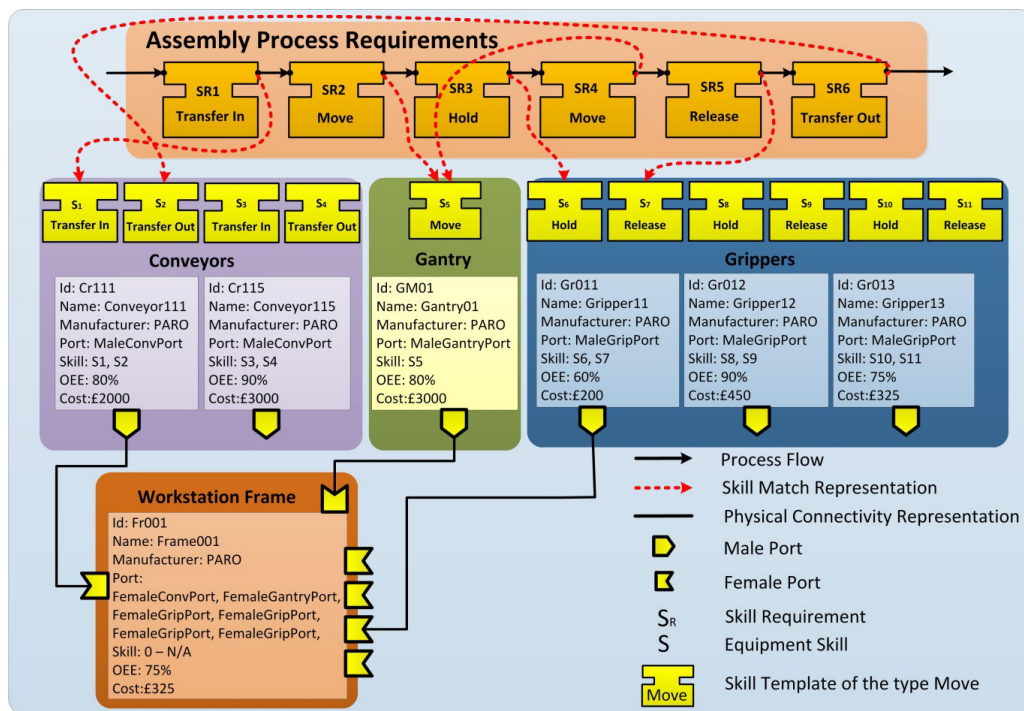 Assembly Process Requirements
SR1
Transfer In
SR2
Move
SR3
Hold
SR4
Move
SR5
Release
SR6
Transfer Out
S1
Transfer In
S2
Transfer Out
S3
Transfer In
S4
Transfer Out
Conveyors
Id: Cr111
Name: Conveyor111
Manufacturer: PARO
Port: MaleConvPort
Skill: S1, S2
OEE: 80%
Cost:£2000
Id: Cr115
Name: Conveyor115
Manufacturer: PARO
Port: MaleConvPort
Skill: S3, S4
OEE: 90%
Cost:£3000
S5
Move
Gantry
Id: GM01
Name: Gantry01
Manufacturer: PARO
Port: MaleGantryPort
Skill: S5
OEE: 80%
Cost:£3000
S6
Hold
S7
Release
S8
Hold
S9
Release
S10
Hold
S11
Release
Grippers
Id: Gr011
Name: Gripper11
Manufacturer: PARO
Port: MaleGripPort
Skill: S6, S7
OEE: 60%
Cost:£200
Id: Gr012
Name: Gripper12
Manufacturer: PARO
Port: MaleGripPort
Skill: S8, S9
OEE: 90%
Cost:£450
Id: Gr013
Name: Gripper13
Manufacturer: PARO
Port: MaleGripPort
Skill: S10, S11
OEE: 75%
Cost:£325
Workstation Frame
Id: Fr001
Name: Frame001
Manufacturer: PARO
Port:
FemaleConvPort, FemaleGantryPort,
FemaleGripPort, FemaleGripPort,
FemaleGripPort, FemaleGripPort,
Skill: 0 – N/A
OEE: 75%
Cost:£325
Process Flow
Skill Match Representation
Physical Connectivity Representation
Male Port
Female Port
SR Skill Requirement
S Equipment Skill
Move
Skill Template of the type Move